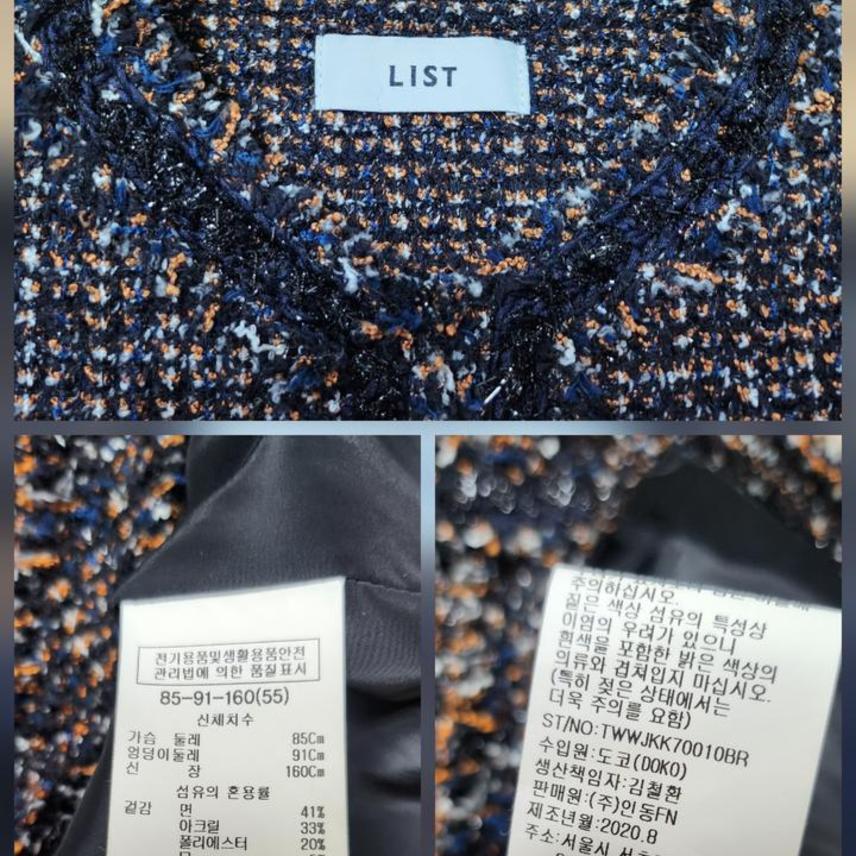 LIST
전기용품및생활용품안전
관리법에 의한 품질표시
85-91-160(55)
신체치수
가슴 둘레 85Cm
엉덩이둘레 91Cm
신 장 160Cm
섬유의 혼용률
겉감 면 41%
아크릴 33%
폴리에스터 20%
주의하십시오.
짙은 색상 섬유의 특성상
이염의 우려가 있으니
흰색을 포함한 밝은 색상의
의류와 겹쳐입지 마십시오.
(특히 젖은 상태에서는
더욱 주의를 요함)
ST/NO:TWWJKK70010BR
수입원:도코(DOKO)
생산책임자:김철환
판매원:(주)인동FN
제조년월:2020.8
주소:서울시